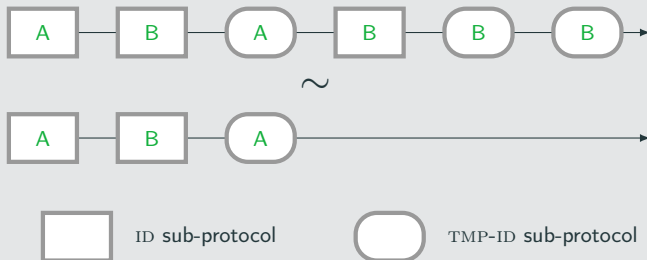 A B A B B B
∼
A B A
ID sub-protocol TMP-ID sub-protocol